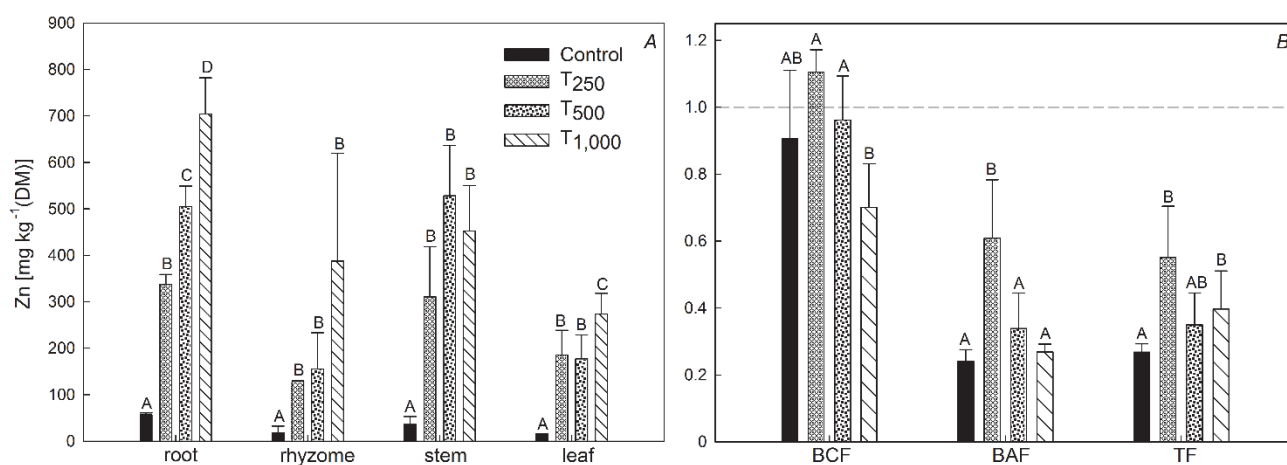 Zn [mg kg⁻¹(DM)]
900
800
700
600
500
400
300
200
100
0
A
Control
T250
T500
T1,000
A B C D
A B B B
A B B B
A B B C
root rhyzome stem leaf
B
1.2
1.0
0.8
0.6
0.4
0.2
0
AB A A B
A B A A
A B AB B
BCF BAF TF